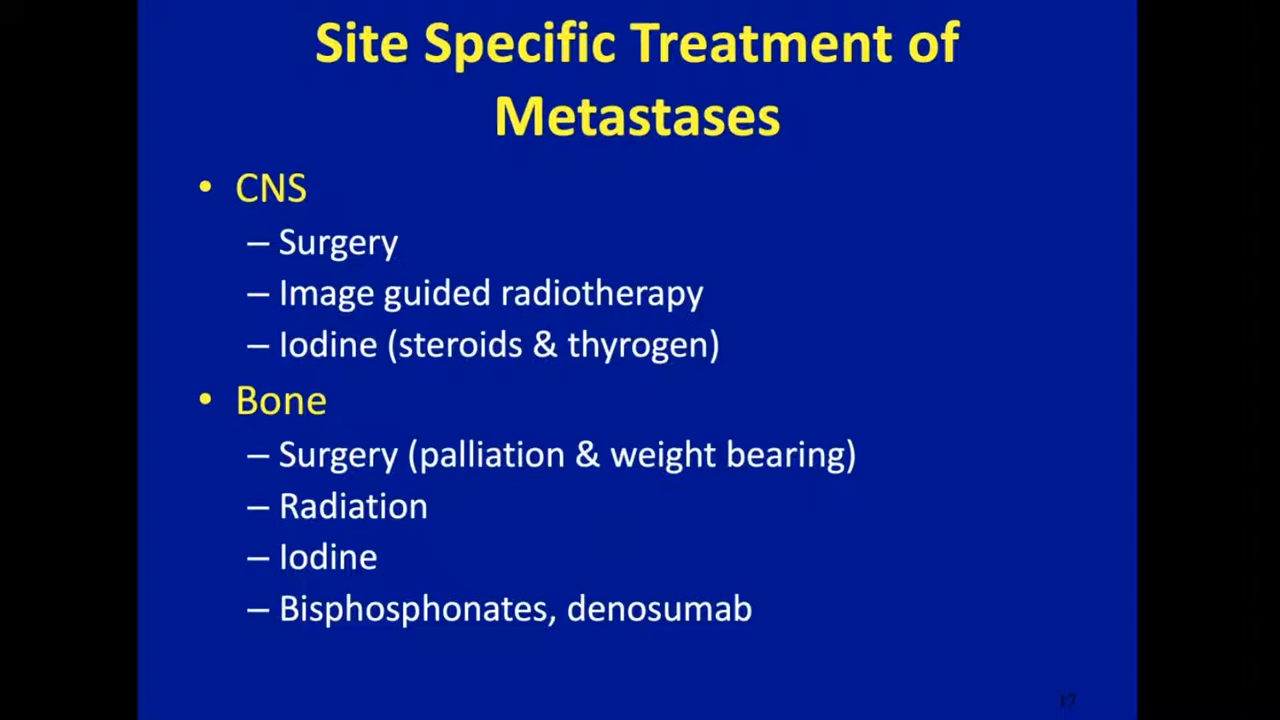 Site Specific Treatment of
Metastases
• CNS
– Surgery
– Image guided radiotherapy
– Iodine (steroids & thyrogen)
• Bone
– Surgery (palliation & weight bearing)
– Radiation
– Iodine
– Bisphosphonates, denosumab
17